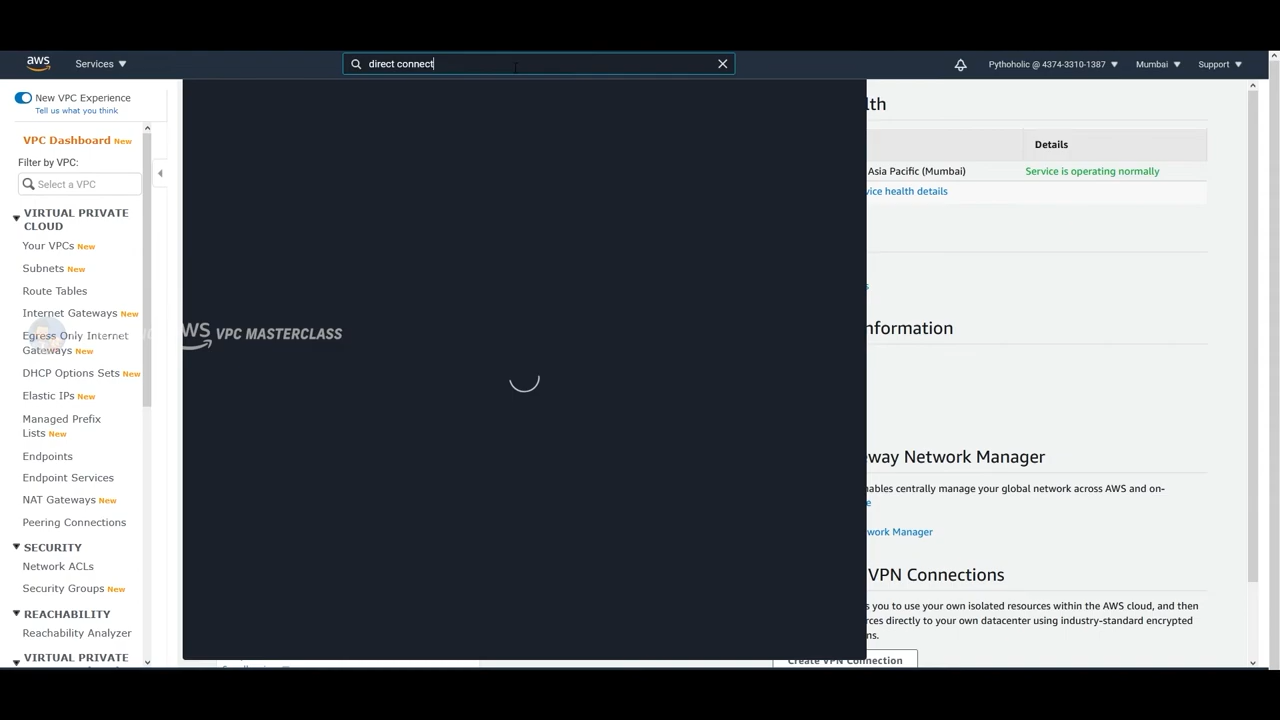 aws
Services ▼
direct connect
Pythoholic @ 4374-3310-1387 ▼
Mumbai ▼
Support ▼
New VPC Experience
Tell us what you think
VPC Dashboard New
Filter by VPC:
Select a VPC
VIRTUAL PRIVATE
CLOUD
Your VPCs New
Subnets New
Route Tables
Internet Gateways New
Egress Only Internet
Gateways New
DHCP Options Sets New
Elastic IPs New
Managed Prefix
Lists New
Endpoints
Endpoint Services
NAT Gateways New
Peering Connections
SECURITY
Network ACLs
Security Groups New
REACHABILITY
Reachability Analyzer
VIRTUAL PRIVATE
aws VPC MASTERCLASS
lth
Details
Asia Pacific (Mumbai)
Service is operating normally
vice health details
nformation
way Network Manager
ables centrally manage your global network across AWS and on-
e
work Manager
VPN Connections
s you to use your own isolated resources within the AWS cloud, and then
rces directly to your own datacenter using industry-standard encrypted
ns.
Create VPN Connection